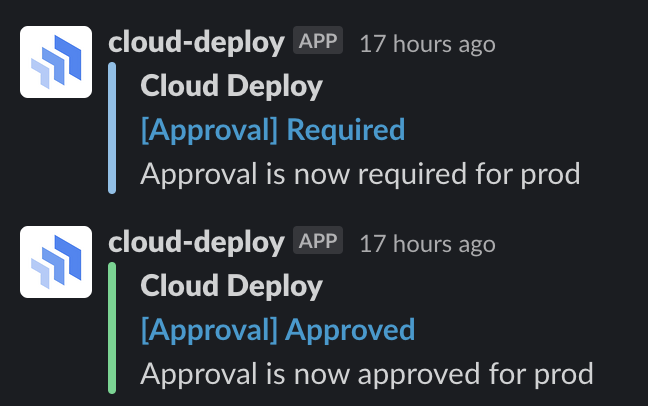 cloud-deploy APP 17 hours ago
Cloud Deploy
[Approval] Required
Approval is now required for prod
cloud-deploy APP 17 hours ago
Cloud Deploy
[Approval] Approved
Approval is now approved for prod